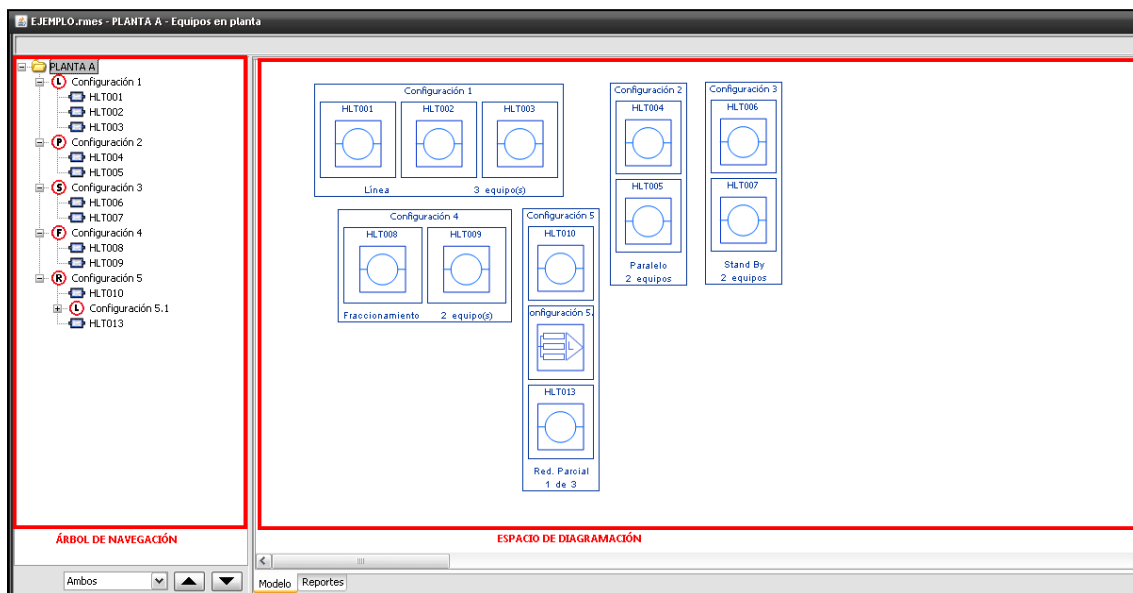 EJEMPLO.rmes - PLANTA A - Equipos en planta
PLANTA A
L Configuración 1
HLT001
HLT002
HLT003
P Configuración 2
HLT004
HLT005
S Configuración 3
HLT006
HLT007
F Configuración 4
HLT008
HLT009
R Configuración 5
HLT010
L Configuración 5.1
HLT013
ÁRBOL DE NAVEGACIÓN
Ambos
Configuración 1
HLT001 HLT002 HLT003
Línea 3 equipo(s)
Configuración 2
HLT004
HLT005
Paralelo
2 equipos
Configuración 3
HLT006
HLT007
Stand By
2 equipos
Configuración 4
HLT008 HLT009
Fraccionamiento 2 equipo(s)
Configuración 5
HLT010
onfiguración 5.
L
HLT013
Red. Parcial
1 de 3
ESPACIO DE DIAGRAMACIÓN
Modelo Reportes